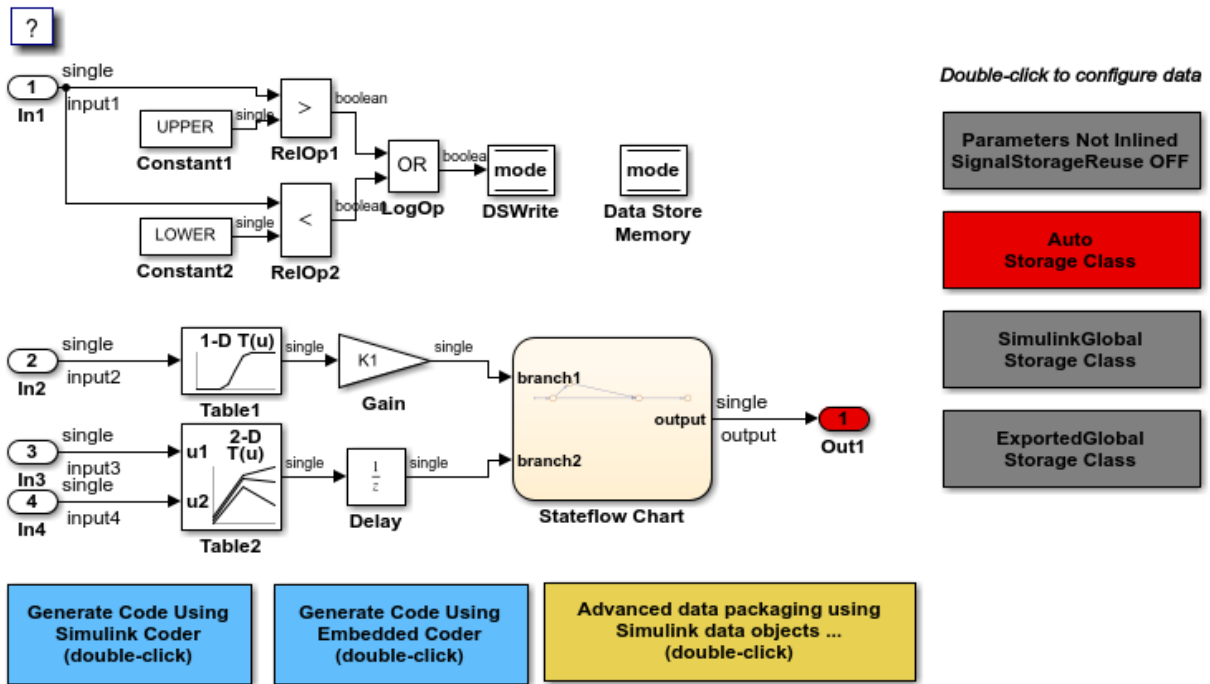 ?
single
1
input1
In1
UPPER
single
Constant1
>
boolean
RelOp1
OR
boolea
LogOp
mode
DSWrite
mode
Data Store
Memory
<
boolean
RelOp2
LOWER
single
Constant2
Double-click to configure data
Parameters Not Inlined
SignalStorageReuse OFF
Auto
Storage Class
SimulinkGlobal
Storage Class
ExportedGlobal
Storage Class
single
2
input2
In2
1-D T(u)
Table1
single
K1
Gain
single
branch1
output
branch2
Stateflow Chart
single
output
1
Out1
single
3
input3
In3
single
4
input4
In4
2-D
T(u)
u1
u2
Table2
single
1
z
Delay
single
Generate Code Using
Simulink Coder
(double-click)
Generate Code Using
Embedded Coder
(double-click)
Advanced data packaging using
Simulink data objects ...
(double-click)